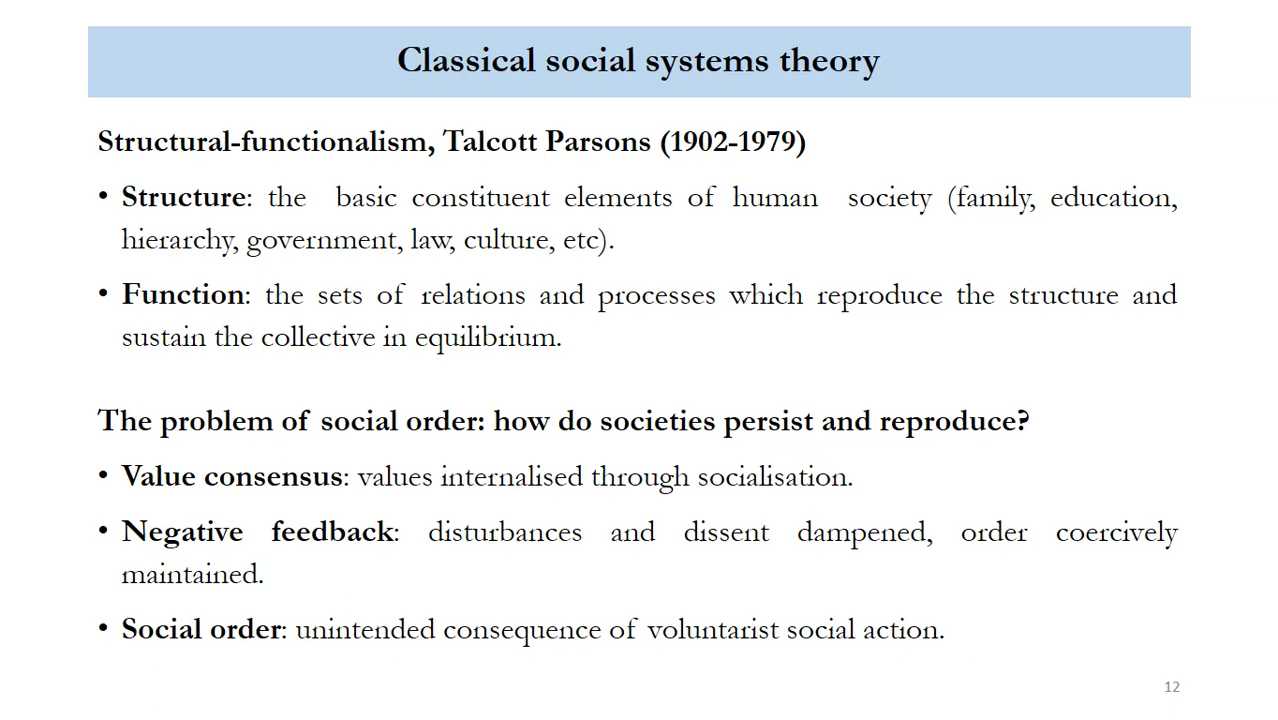 Classical social systems theory
Structural-functionalism, Talcott Parsons (1902-1979)
• Structure: the basic constituent elements of human society (family, education,
hierarchy, government, law, culture, etc).
• Function: the sets of relations and processes which reproduce the structure and
sustain the collective in equilibrium.
The problem of social order: how do societies persist and reproduce?
• Value consensus: values internalised through socialisation.
• Negative feedback: disturbances and dissent dampened, order coercively
maintained.
• Social order: unintended consequence of voluntarist social action.
12